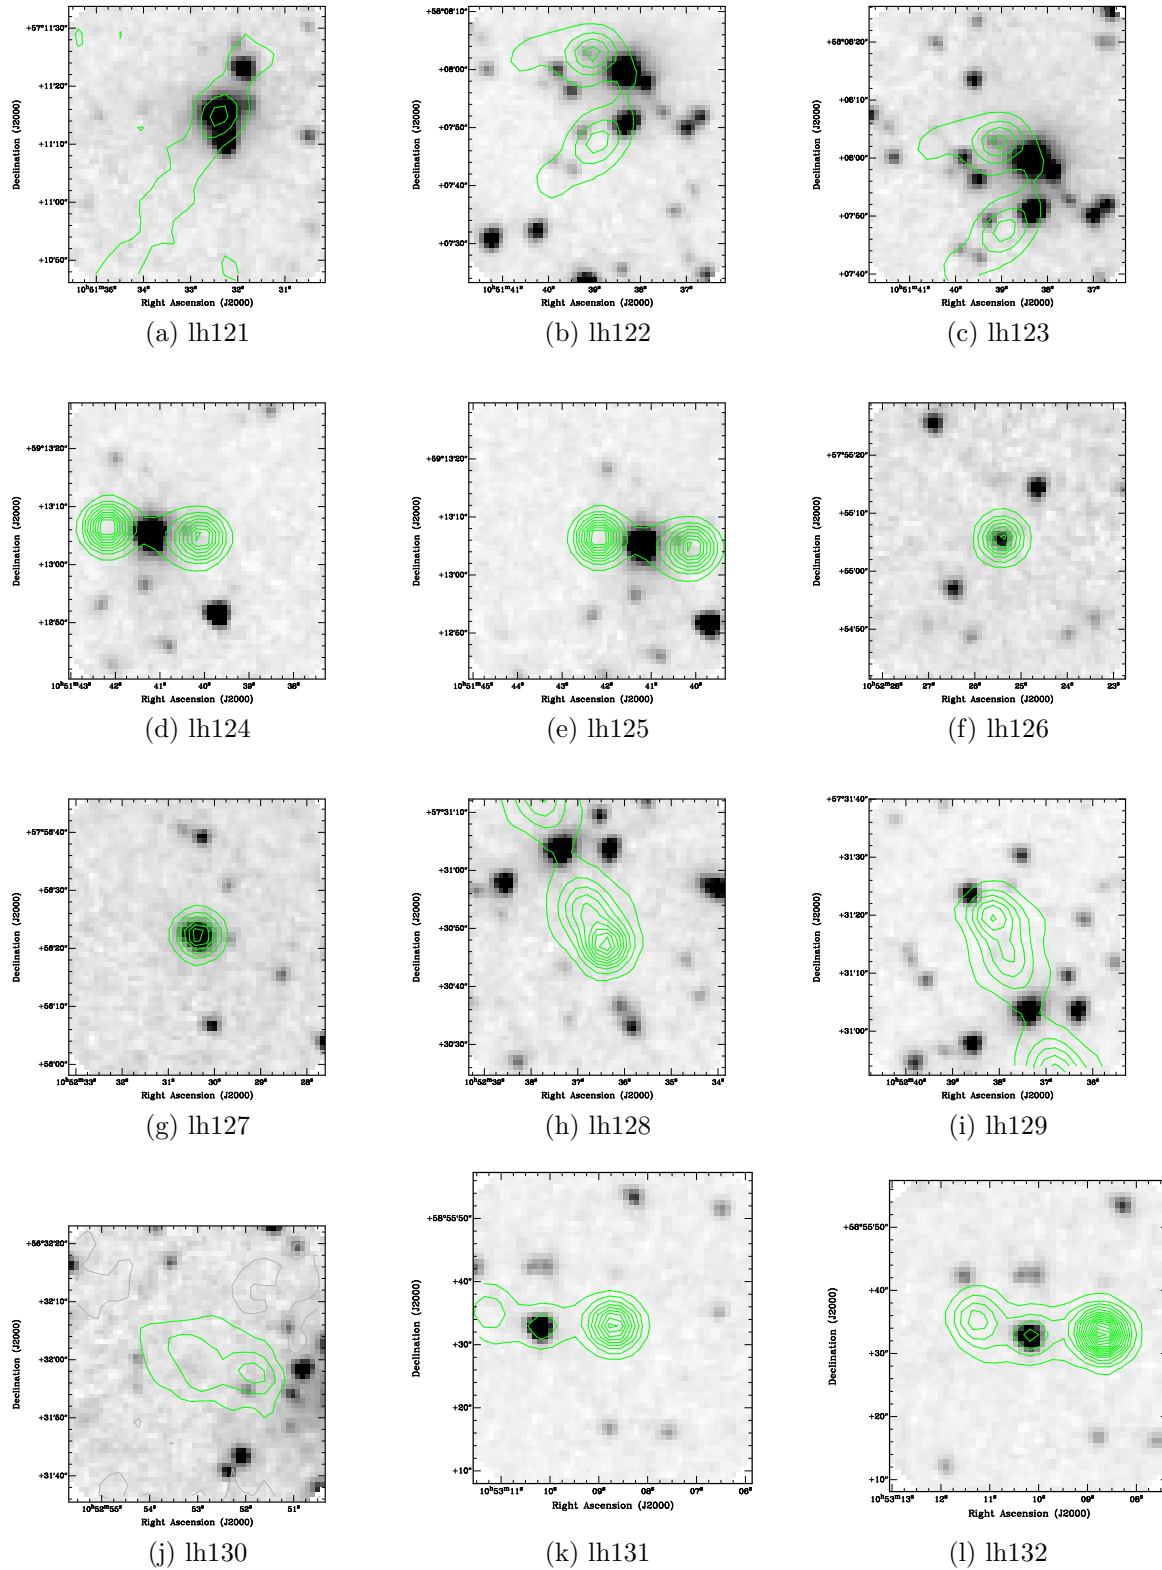 +57°11'30"
+11'20"
+11'10"
+11'00"
+10'50"
Declination (J2000)
10ʰ51ᵐ35ˢ 34ˢ 33ˢ 32ˢ 31ˢ
Right Ascension (J2000)
(a) lh121
+58°08'10"
+08'00"
+07'50"
+07'40"
+07'30"
Declination (J2000)
10ʰ51ᵐ41ˢ 40ˢ 39ˢ 38ˢ 37ˢ
Right Ascension (J2000)
(b) lh122
+58°08'20"
+08'10"
+08'00"
+07'50"
+07'40"
Declination (J2000)
10ʰ51ᵐ41ˢ 40ˢ 39ˢ 38ˢ 37ˢ
Right Ascension (J2000)
(c) lh123
+59°13'20"
+13'10"
+13'00"
+12'50"
Declination (J2000)
10ʰ51ᵐ43ˢ 42ˢ 41ˢ 40ˢ 39ˢ
Right Ascension (J2000)
(d) lh124
+59°13'20"
+13'10"
+13'00"
+12'50"
Declination (J2000)
10ʰ51ᵐ45ˢ 43ˢ 42ˢ 41ˢ 40ˢ
Right Ascension (J2000)
(e) lh125
+57°55'20"
+55'10"
+55'00"
+54'50"
Declination (J2000)
10ʰ52ᵐ28ˢ 27ˢ 26ˢ 25ˢ 24ˢ 23ˢ
Right Ascension (J2000)
(f) lh126
+57°56'40"
+56'30"
+56'20"
+56'10"
+56'00"
Declination (J2000)
10ʰ52ᵐ33ˢ 32ˢ 31ˢ 30ˢ 29ˢ 28ˢ
Right Ascension (J2000)
(g) lh127
+57°31'10"
+31'00"
+30'50"
+30'40"
+30'30"
Declination (J2000)
10ʰ52ᵐ39ˢ 38ˢ 37ˢ 36ˢ 35ˢ 34ˢ
Right Ascension (J2000)
(h) lh128
+57°31'40"
+31'30"
+31'20"
+31'10"
+31'00"
Declination (J2000)
10ʰ52ᵐ40ˢ 39ˢ 38ˢ 37ˢ 36ˢ
Right Ascension (J2000)
(i) lh129
+56°32'20"
+32'10"
+32'00"
+31'50"
+31'40"
Declination (J2000)
10ʰ52ᵐ55ˢ 54ˢ 53ˢ 52ˢ 51ˢ
Right Ascension (J2000)
(j) lh130
+58°55'50"
+40"
+30"
+20"
+10"
Declination (J2000)
10ʰ53ᵐ11ˢ 10ˢ 09ˢ 08ˢ 07ˢ 06ˢ
Right Ascension (J2000)
(k) lh131
+58°55'50"
+40"
+30"
+20"
+10"
Declination (J2000)
10ʰ53ᵐ13ˢ 12ˢ 11ˢ 10ˢ 09ˢ 08ˢ
Right Ascension (J2000)
(l) lh132